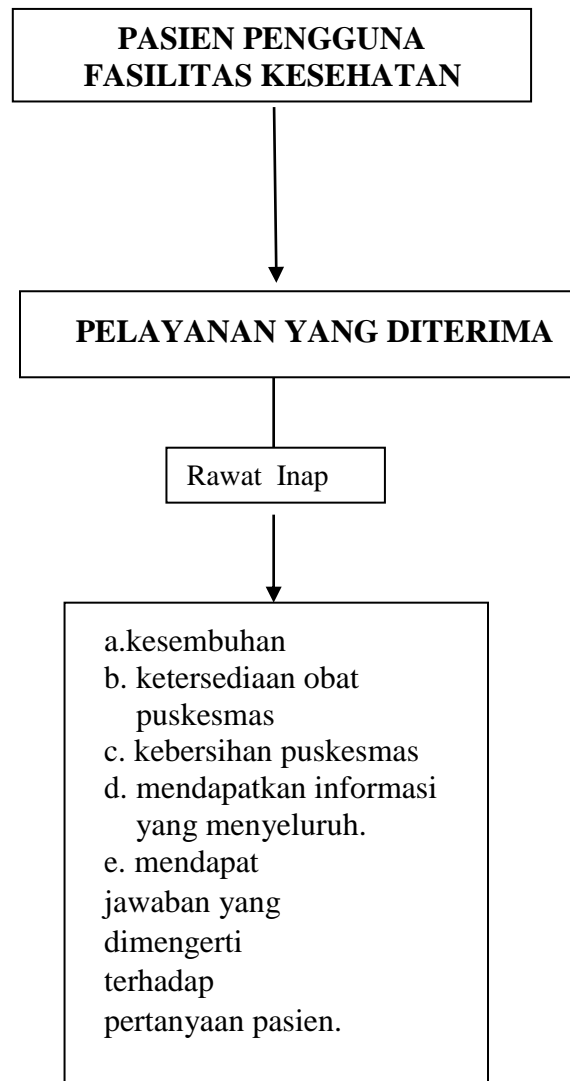 PASIEN PENGGUNA
FASILITAS KESEHATAN
PELAYANAN YANG DITERIMA
Rawat Inap
a.kesembuhan
b. ketersediaan obat
puskesmas
c. kebersihan puskesmas
d. mendapatkan informasi
yang menyeluruh.
e. mendapat
jawaban yang
dimengerti
terhadap
pertanyaan pasien.